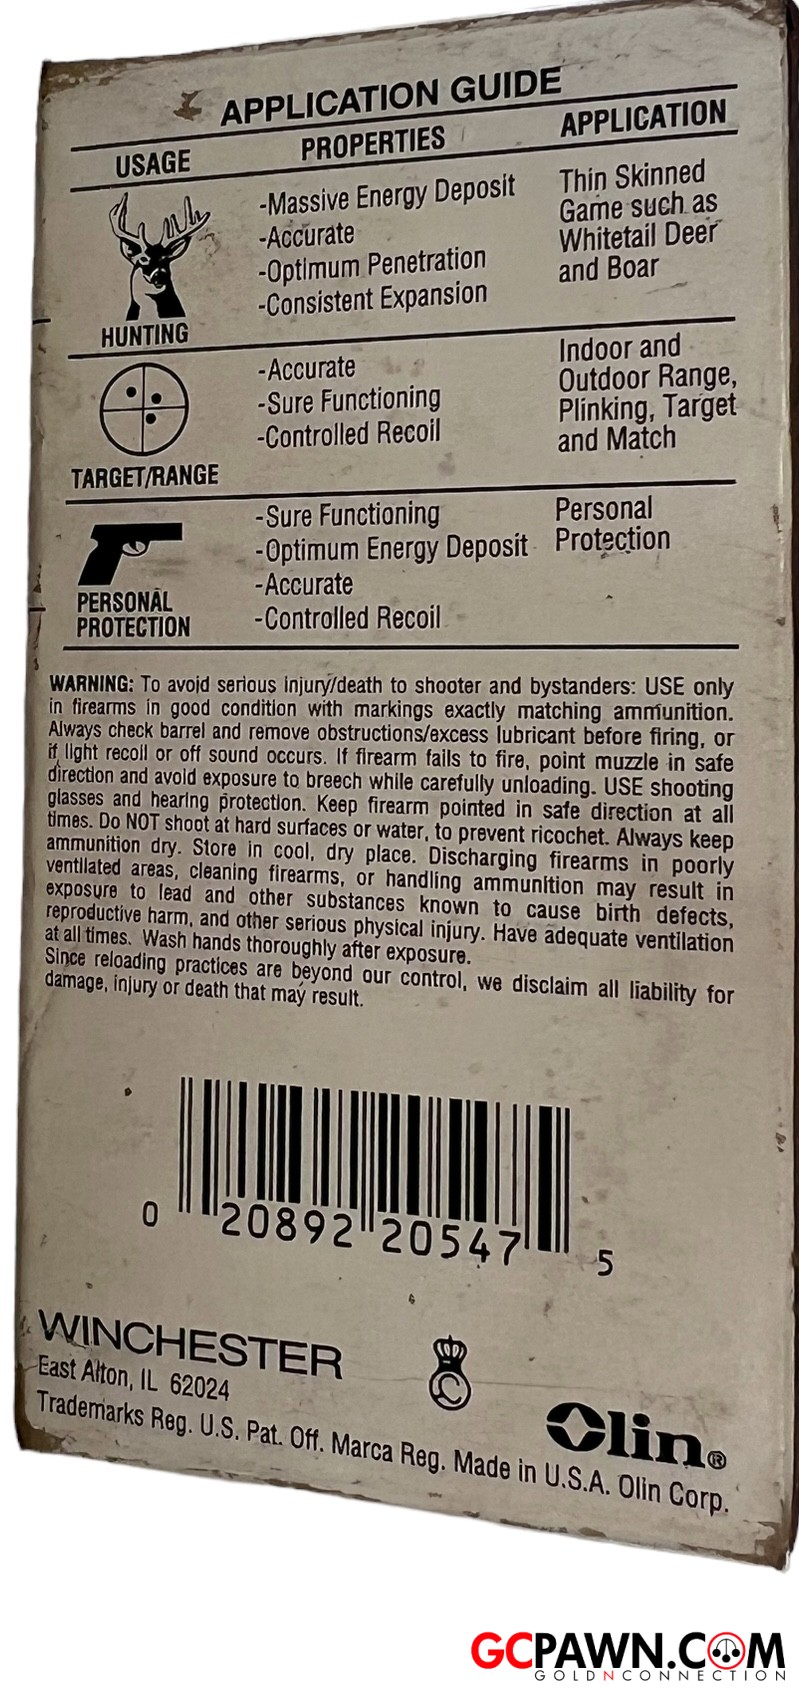 APPLICATION GUIDE
USAGE PROPERTIES APPLICATION
-Massive Energy Deposit
-Accurate
-Optimum Penetration
-Consistent Expansion
Thin Skinned
Game such as
Whitetail Deer
and Boar
HUNTING
-Accurate
-Sure Functioning
-Controlled Recoil
Indoor and
Outdoor Range,
Plinking, Target
and Match
TARGET/RANGE
-Sure Functioning
-Optimum Energy Deposit
-Accurate
-Controlled Recoil
Personal
Protection
PERSONAL
PROTECTION
WARNING: To avoid serious injury/death to shooter and bystanders: USE only
in firearms in good condition with markings exactly matching ammunition.
Always check barrel and remove obstructions/excess lubricant before firing, or
if light recoil or off sound occurs. If firearm fails to fire, point muzzle in safe
direction and avoid exposure to breech while carefully unloading. USE shooting
glasses and hearing protection. Keep firearm pointed in safe direction at all
times. Do NOT shoot at hard surfaces or water, to prevent ricochet. Always keep
ammunition dry. Store in cool, dry place. Discharging firearms in poorly
ventilated areas, cleaning firearms, or handling ammunition may result in
exposure to lead and other substances known to cause birth defects,
reproductive harm, and other serious physical injury. Have adequate ventilation
at all times. Wash hands thoroughly after exposure.
Since reloading practices are beyond our control, we disclaim all liability for
damage, injury or death that may result.
0 20892 20547 5
WINCHESTER
East Alton, IL 62024
Olin®
Trademarks Reg. U.S. Pat. Off. Marca Reg. Made in U.S.A. Olin Corp.
GCPAWN.COM
GOLDNCONNECTION